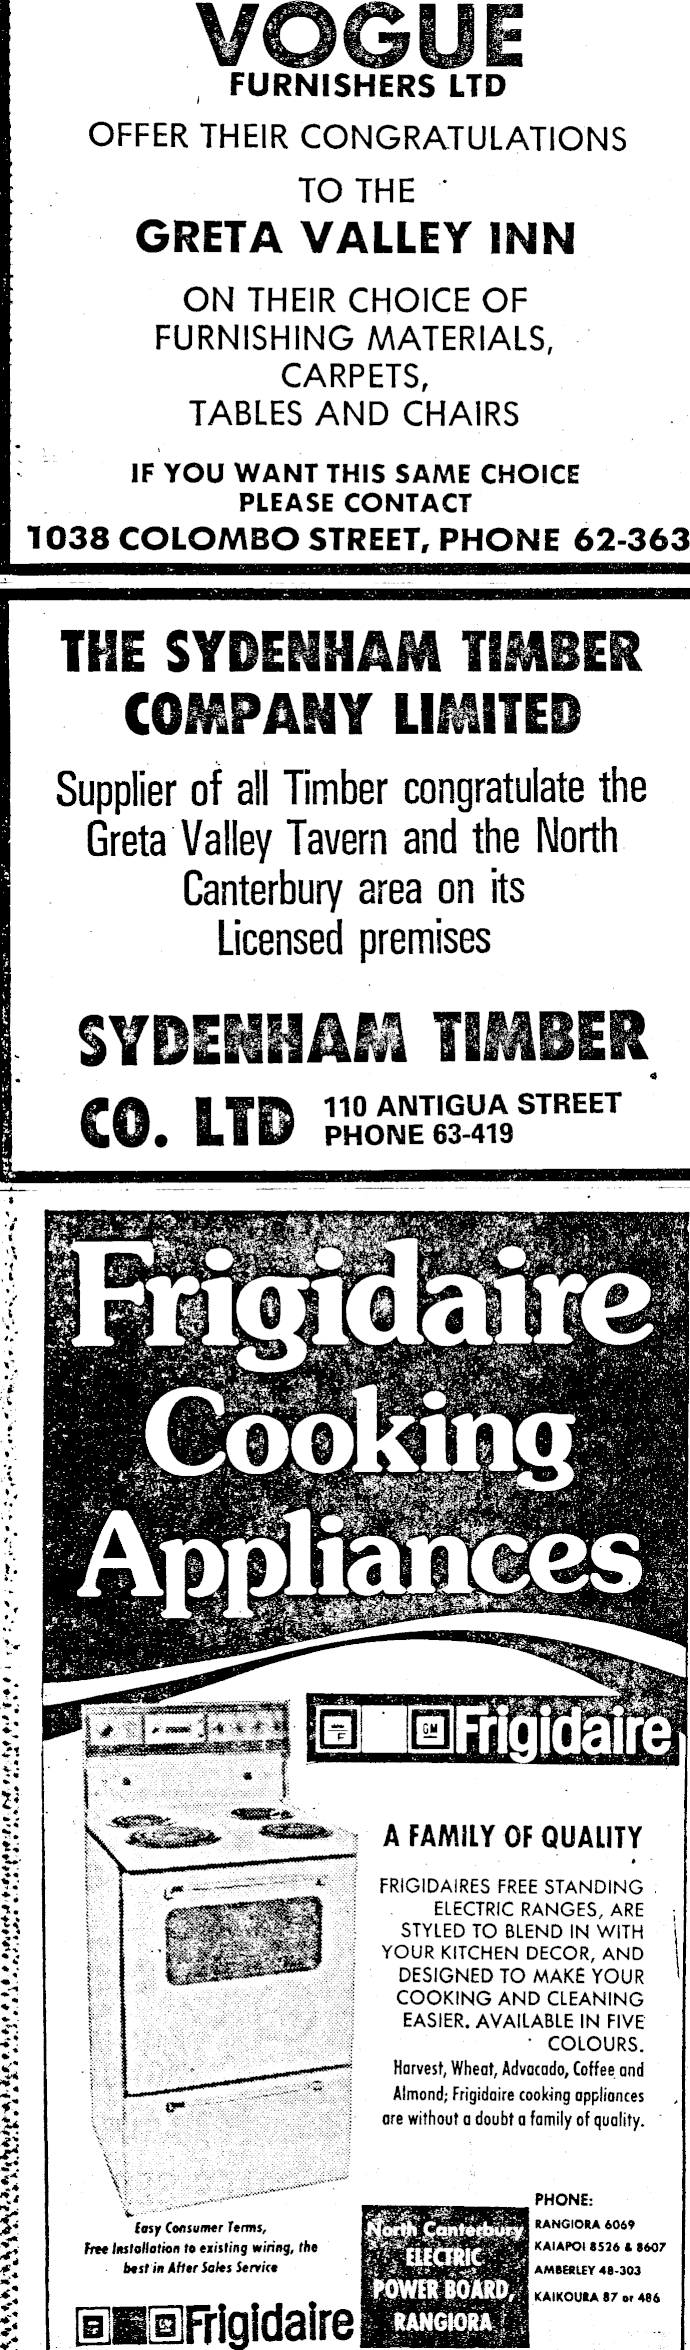 VOGUE
FURNISHERS LTD
OFFER THEIR CONGRATULATIONS
TO THE
GRETA VALLEY INN
ON THEIR CHOICE OF
FURNISHING MATERIALS,
CARPETS,
TABLES AND CHAIRS
IF YOU WANT THIS SAME CHOICE
PLEASE CONTACT
1038 COLOMBO STREET, PHONE 62-363
THE SYDENHAM TIMBER
COMPANY LIMITED
Supplier of all Timber congratulate the
Greta Valley Tavern and the North
Canterbury area on its
Licensed premises
SYDENHAM TIMBER
CO. LTD
110 ANTIGUA STREET
PHONE 63-419
Frigidaire
Cooking
Appliances
F GM Frigidaire
A FAMILY OF QUALITY
FRIGIDAIRES FREE STANDING
ELECTRIC RANGES, ARE
STYLED TO BLEND IN WITH
YOUR KITCHEN DECOR, AND
DESIGNED TO MAKE YOUR
COOKING AND CLEANING
EASIER. AVAILABLE IN FIVE
COLOURS.
Harvest, Wheat, Advocado, Coffee and
Almond; Frigidaire cooking appliances
are without a doubt a family of quality.
Easy Consumer Terms,
Free Installation to existing wiring, the
best in After Sales Service
Frigidaire
North Canterbury
ELECTRIC
POWER BOARD,
RANGIORA
PHONE:
RANGIORA 6069
KAIAPOI 8526 & 8607
AMBERLEY 48-303
KAIKOURA 87 or 486